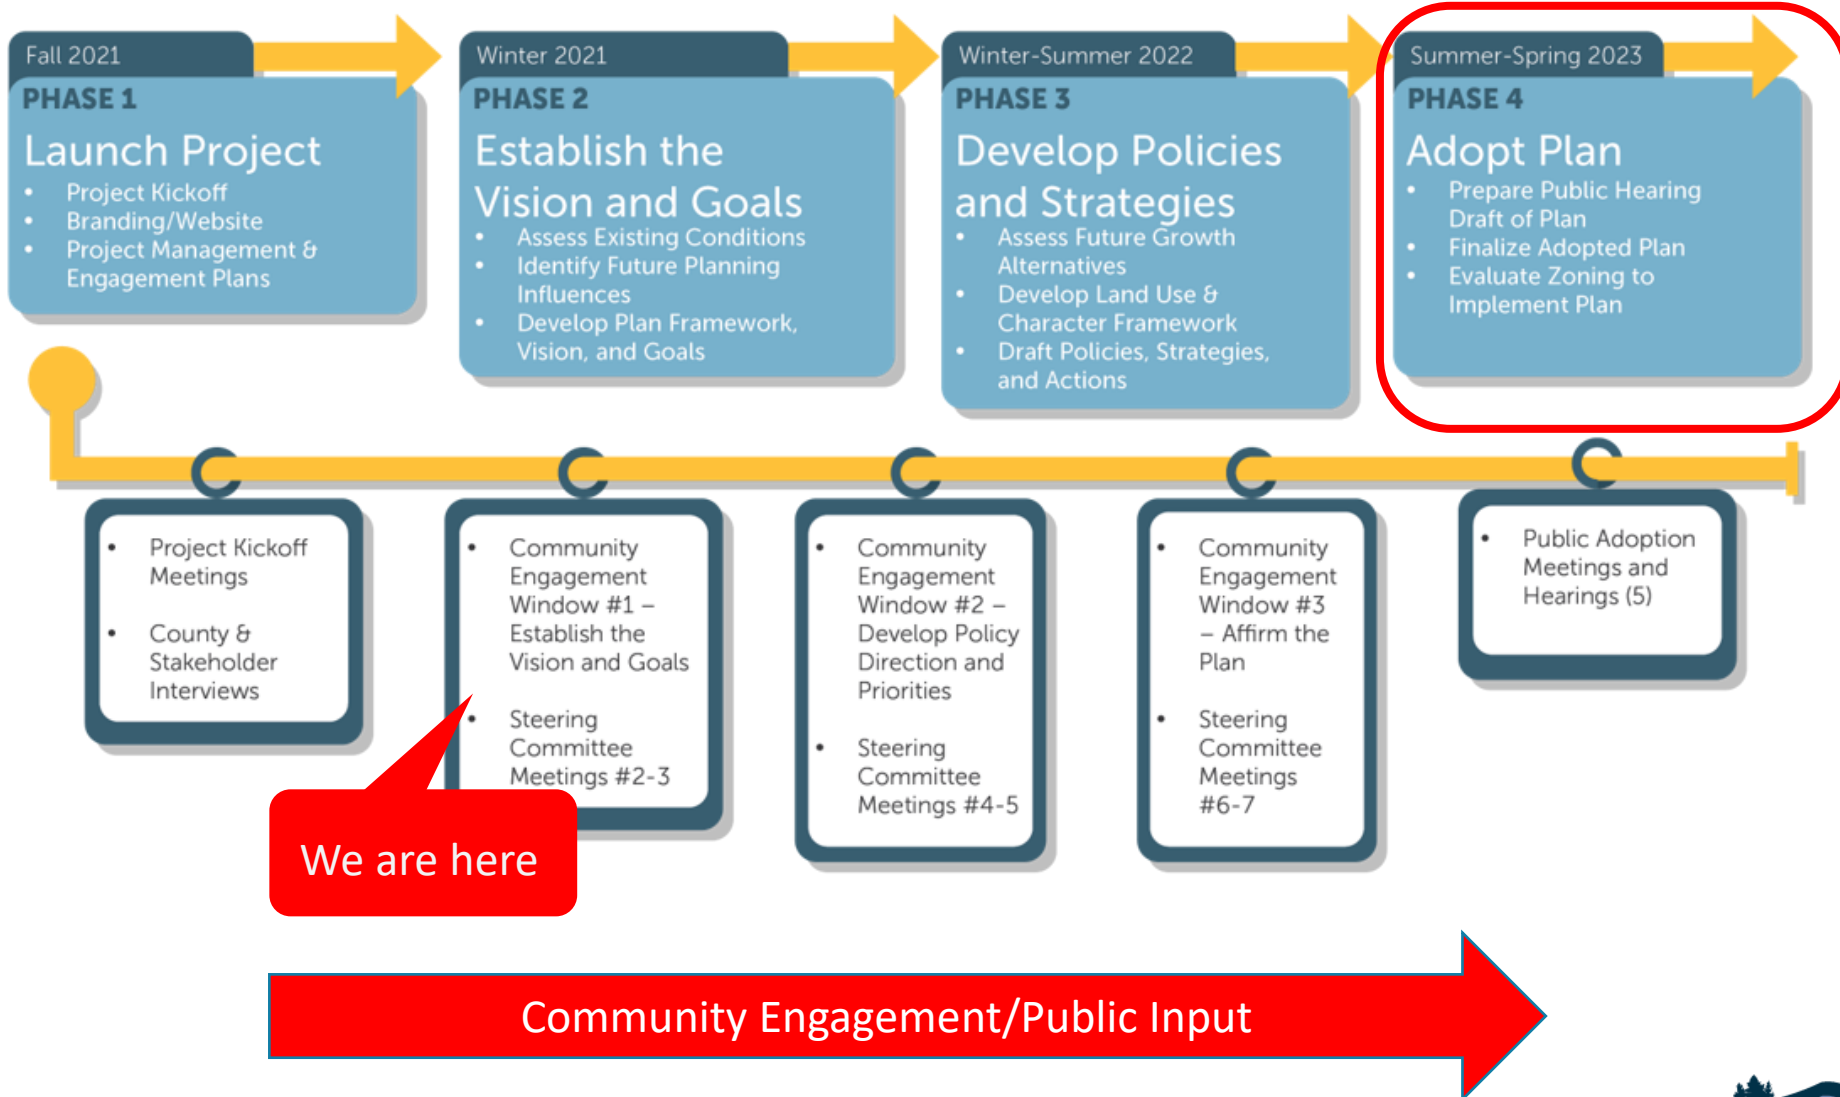 Fall 2021
PHASE 1
Launch Project
• Project Kickoff
• Branding/Website
• Project Management &
Engagement Plans
Winter 2021
PHASE 2
Establish the
Vision and Goals
• Assess Existing Conditions
• Identify Future Planning
Influences
• Develop Plan Framework,
Vision, and Goals
Winter-Summer 2022
PHASE 3
Develop Policies
and Strategies
• Assess Future Growth
Alternatives
• Develop Land Use &
Character Framework
• Draft Policies, Strategies,
and Actions
Summer-Spring 2023
PHASE 4
Adopt Plan
• Prepare Public Hearing
Draft of Plan
• Finalize Adopted Plan
• Evaluate Zoning to
Implement Plan
• Project Kickoff
Meetings
• County &
Stakeholder
Interviews
• Community
Engagement
Window #1 –
Establish the
Vision and Goals
• Steering
Committee
Meetings #2-3
• Community
Engagement
Window #2 –
Develop Policy
Direction and
Priorities
• Steering
Committee
Meetings #4-5
• Community
Engagement
Window #3
– Affirm the
Plan
• Steering
Committee
Meetings
#6-7
• Public Adoption
Meetings and
Hearings (5)
We are here
Community Engagement/Public Input